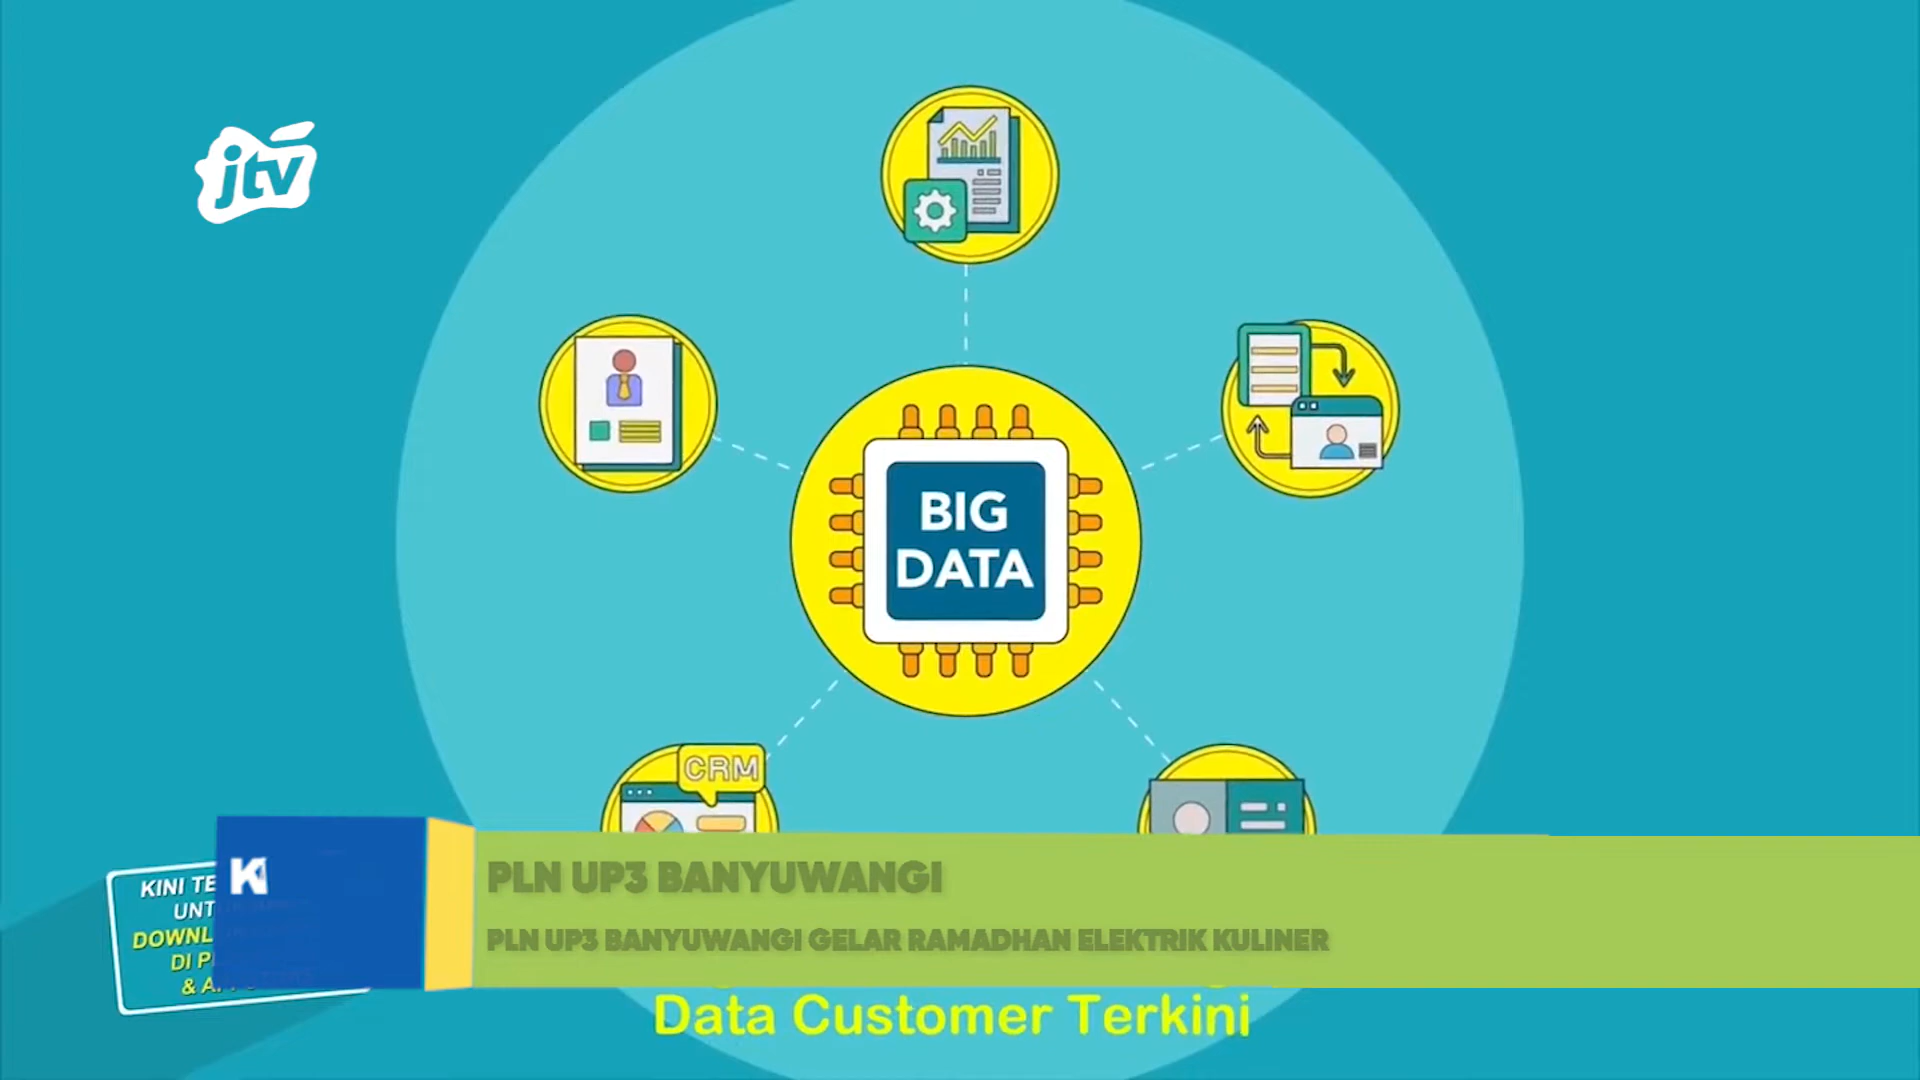 jtv
BIG
DATA
CRM
KINI
UNT
DOWNL
DI
K
PLN UP3 BANYUWANGI
PLN UP3 BANYUWANGI GELAR RAMADHAN ELEKTRIK KULINER
Data Customer Terkini